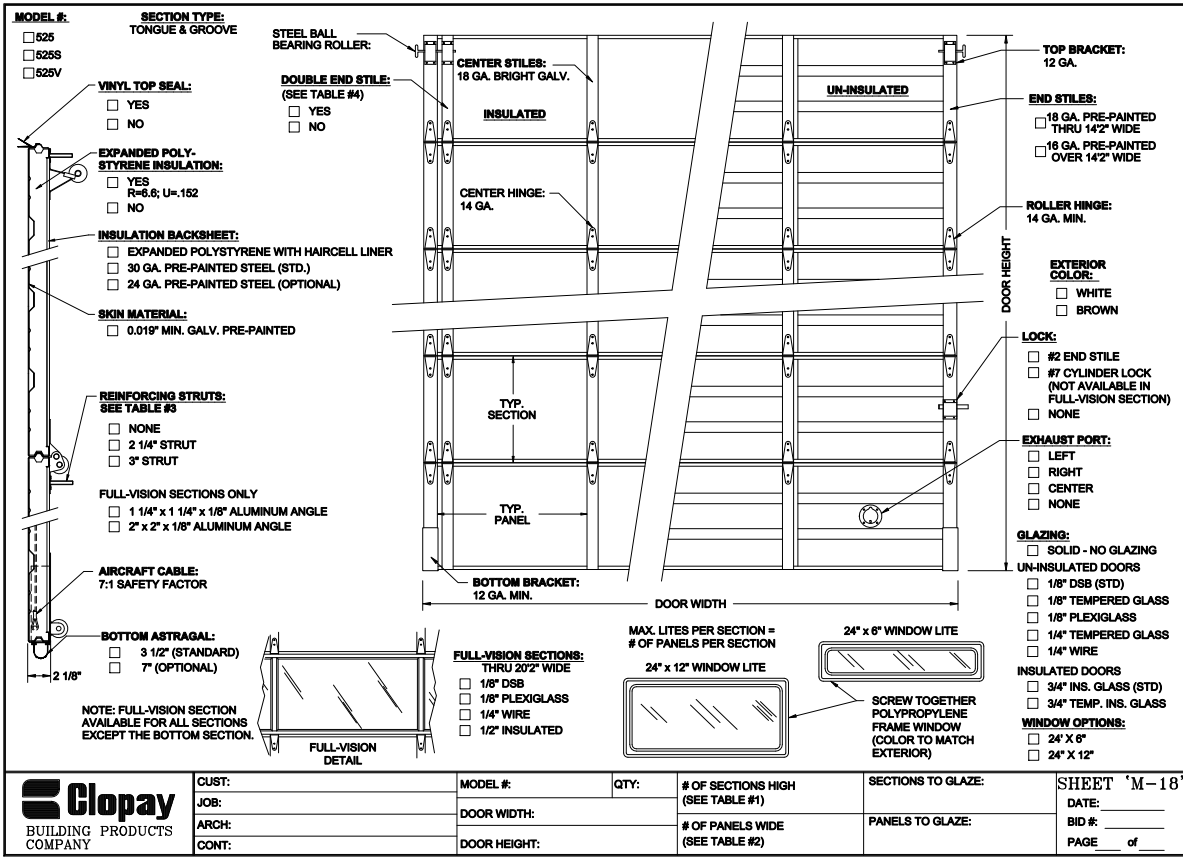 MODEL #:
525
525S
525V
SECTION TYPE:
TONGUE & GROOVE
VINYL TOP SEAL:
YES
NO
EXPANDED POLY-
STYRENE INSULATION:
YES
R=6.6; U=.152
NO
INSULATION BACKSHEET:
EXPANDED POLYSTYRENE WITH HAIRCELL LINER
30 GA. PRE-PAINTED STEEL (STD.)
24 GA. PRE-PAINTED STEEL (OPTIONAL)
SKIN MATERIAL:
0.019" MIN. GALV. PRE-PAINTED
REINFORCING STRUTS:
SEE TABLE #3
NONE
2 1/4" STRUT
3" STRUT
FULL-VISION SECTIONS ONLY
1 1/4" x 1 1/4" x 1/8" ALUMINUM ANGLE
2" x 2" x 1/8" ALUMINUM ANGLE
AIRCRAFT CABLE:
7:1 SAFETY FACTOR
BOTTOM ASTRAGAL:
3 1/2" (STANDARD)
7" (OPTIONAL)
2 1/8"
NOTE: FULL-VISION SECTION
AVAILABLE FOR ALL SECTIONS
EXCEPT THE BOTTOM SECTION.
STEEL BALL
BEARING ROLLER:
DOUBLE END STILE:
(SEE TABLE #4)
YES
NO
CENTER STILES:
18 GA. BRIGHT GALV.
INSULATED
UN-INSULATED
CENTER HINGE:
14 GA.
TYP.
SECTION
TYP.
PANEL
BOTTOM BRACKET:
12 GA. MIN.
DOOR WIDTH
DOOR HEIGHT
TOP BRACKET:
12 GA.
END STILES:
18 GA. PRE-PAINTED
THRU 14'2" WIDE
16 GA. PRE-PAINTED
OVER 14'2" WIDE
ROLLER HINGE:
14 GA. MIN.
EXTERIOR
COLOR:
WHITE
BROWN
LOCK:
#2 END STILE
#7 CYLINDER LOCK
(NOT AVAILABLE IN
FULL-VISION SECTION)
NONE
EXHAUST PORT:
LEFT
RIGHT
CENTER
NONE
GLAZING:
SOLID - NO GLAZING
UN-INSULATED DOORS
1/8" DSB (STD)
1/8" TEMPERED GLASS
1/8" PLEXIGLASS
1/4" TEMPERED GLASS
1/4" WIRE
INSULATED DOORS
3/4" INS. GLASS (STD)
3/4" TEMP. INS. GLASS
WINDOW OPTIONS:
24' X 6"
24" X 12"
FULL-VISION
DETAIL
FULL-VISION SECTIONS:
THRU 20'2" WIDE
1/8" DSB
1/8" PLEXIGLASS
1/4" WIRE
1/2" INSULATED
MAX. LITES PER SECTION =
# OF PANELS PER SECTION
24" x 12" WINDOW LITE
24" x 6" WINDOW LITE
SCREW TOGETHER
POLYPROPYLENE
FRAME WINDOW
(COLOR TO MATCH
EXTERIOR)
Clopay
BUILDING PRODUCTS
COMPANY
CUST:
JOB:
ARCH:
CONT:
MODEL #:
QTY:
DOOR WIDTH:
DOOR HEIGHT:
# OF SECTIONS HIGH
(SEE TABLE #1)
# OF PANELS WIDE
(SEE TABLE #2)
SECTIONS TO GLAZE:
PANELS TO GLAZE:
SHEET 'M-18'
DATE:
BID #:
PAGE of